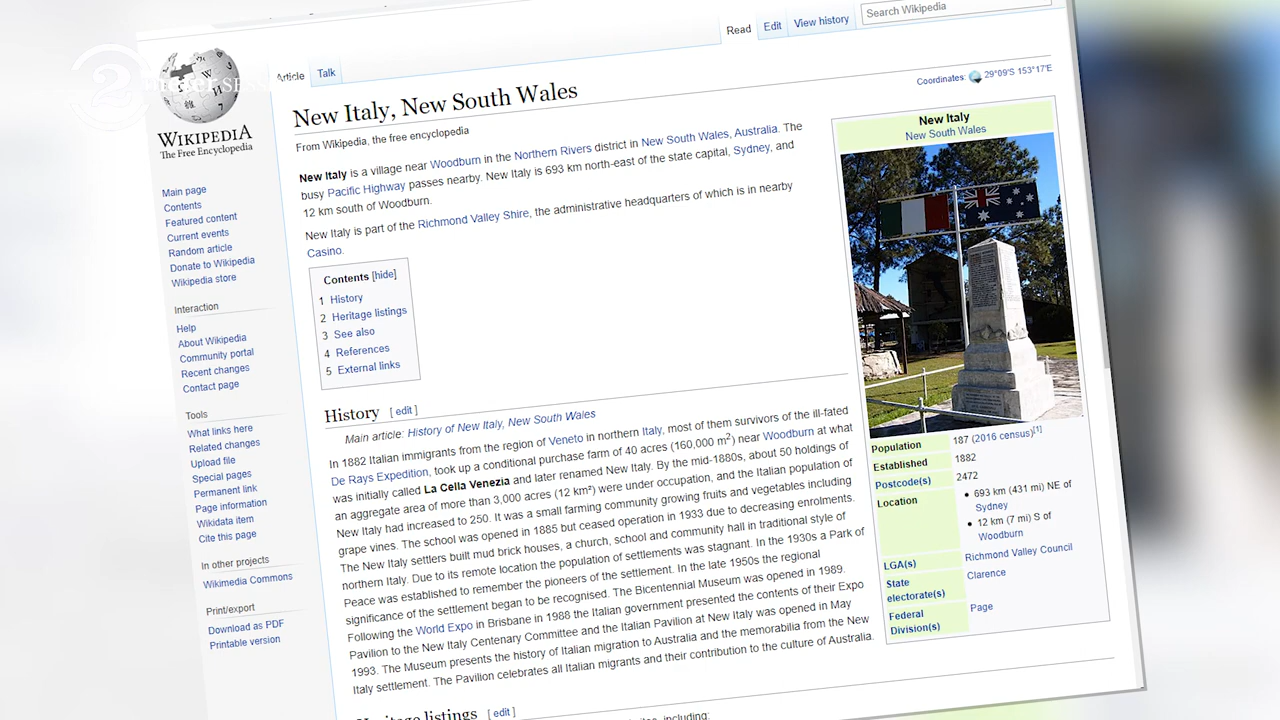 Search Wikipedia
Read Edit View history
Article Talk
2
WIKIPEDIA
The Free Encyclopedia
Main page
Contents
Featured content
Current events
Random article
Donate to Wikipedia
Wikipedia store
Interaction
Help
About Wikipedia
Community portal
Recent changes
Contact page
Tools
What links here
Related changes
Upload file
Special pages
Permanent link
Page information
Wikidata item
Cite this page
In other projects
Wikimedia Commons
Print/export
Download as PDF
Printable version
New Italy, New South Wales
From Wikipedia, the free encyclopedia
Coordinates: 29°09′S 153°17′E
New Italy is a village near Woodburn in the Northern Rivers district in New South Wales, Australia. The
busy Pacific Highway passes nearby. New Italy is 693 km north-east of the state capital, Sydney, and
12 km south of Woodburn.
New Italy is part of the Richmond Valley Shire, the administrative headquarters of which is in nearby
Casino.
Contents [hide]
1 History
2 Heritage listings
3 See also
4 References
5 External links
History [ edit ]
Main article: History of New Italy, New South Wales
In 1882 Italian immigrants from the region of Veneto in northern Italy, most of them survivors of the ill-fated
De Rays Expedition, took up a conditional purchase farm of 40 acres (160,000 m²) near Woodburn at what
was initially called La Cella Venezia and later renamed New Italy. By the mid-1880s, about 50 holdings of
an aggregate area of more than 3,000 acres (12 km²) were under occupation, and the Italian population of
New Italy had increased to 250. It was a small farming community growing fruits and vegetables including
grape vines. The school was opened in 1885 but ceased operation in 1933 due to decreasing enrolments.
The New Italy settlers built mud brick houses, a church, school and community hall in traditional style of
northern Italy. Due to its remote location the population of settlements was stagnant. In the 1930s a Park of
Peace was established to remember the pioneers of the settlement. In the late 1950s the regional
significance of the settlement began to be recognised. The Bicentennial Museum was opened in 1989.
Following the World Expo in Brisbane in 1988 the Italian government presented the contents of their Expo
Pavilion to the New Italy Centenary Committee and the Italian Pavilion at New Italy was opened in May
1993. The Museum presents the history of Italian migration to Australia and the memorabilia from the New
Italy settlement. The Pavilion celebrates all Italian migrants and their contribution to the culture of Australia.
Heritage listings [ edit ]
including:
New Italy
New South Wales
Population 187 (2016 census)[1]
Established 1882
Postcode(s) 2472
Location
• 693 km (431 mi) NE of
Sydney
• 12 km (7 mi) S of
Woodburn
LGA(s) Richmond Valley Council
State
electorate(s) Clarence
Federal
Division(s) Page